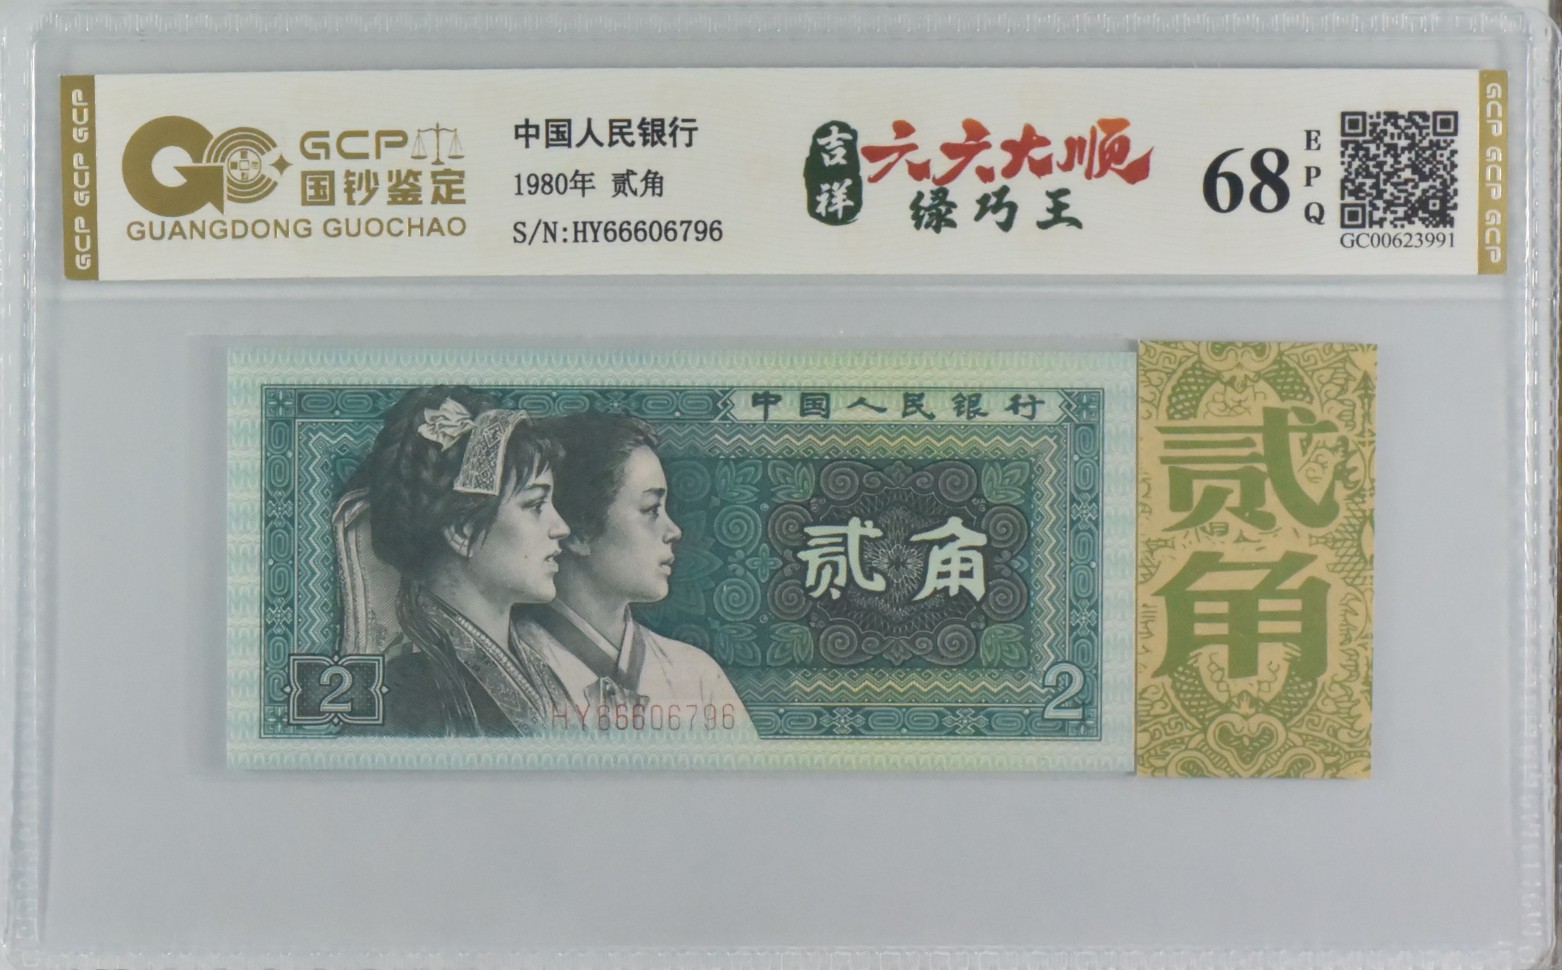 GCP GCP GCP
GCP
国钞鉴定
GUANGDONG GUOCHAO
中国人民银行
1980年 贰角
S/N:HY66606796
吉祥
六六大顺
绿巧王
68
EPQ
GC00623991
GCP GCP GCP
中国人民银行
贰角
2
2
HY66606796
贰角